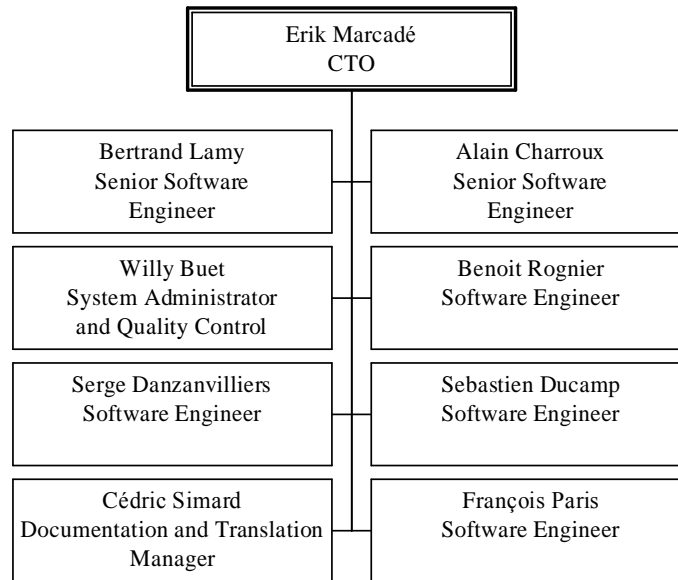 Erik Marcadé
CTO
Bertrand Lamy
Senior Software
Engineer
Alain Charroux
Senior Software
Engineer
Willy Buet
System Administrator
and Quality Control
Benoit Rognier
Software Engineer
Serge Danzanvilliers
Software Engineer
Sebastien Ducamp
Software Engineer
Cédric Simard
Documentation and Translation
Manager
François Paris
Software Engineer